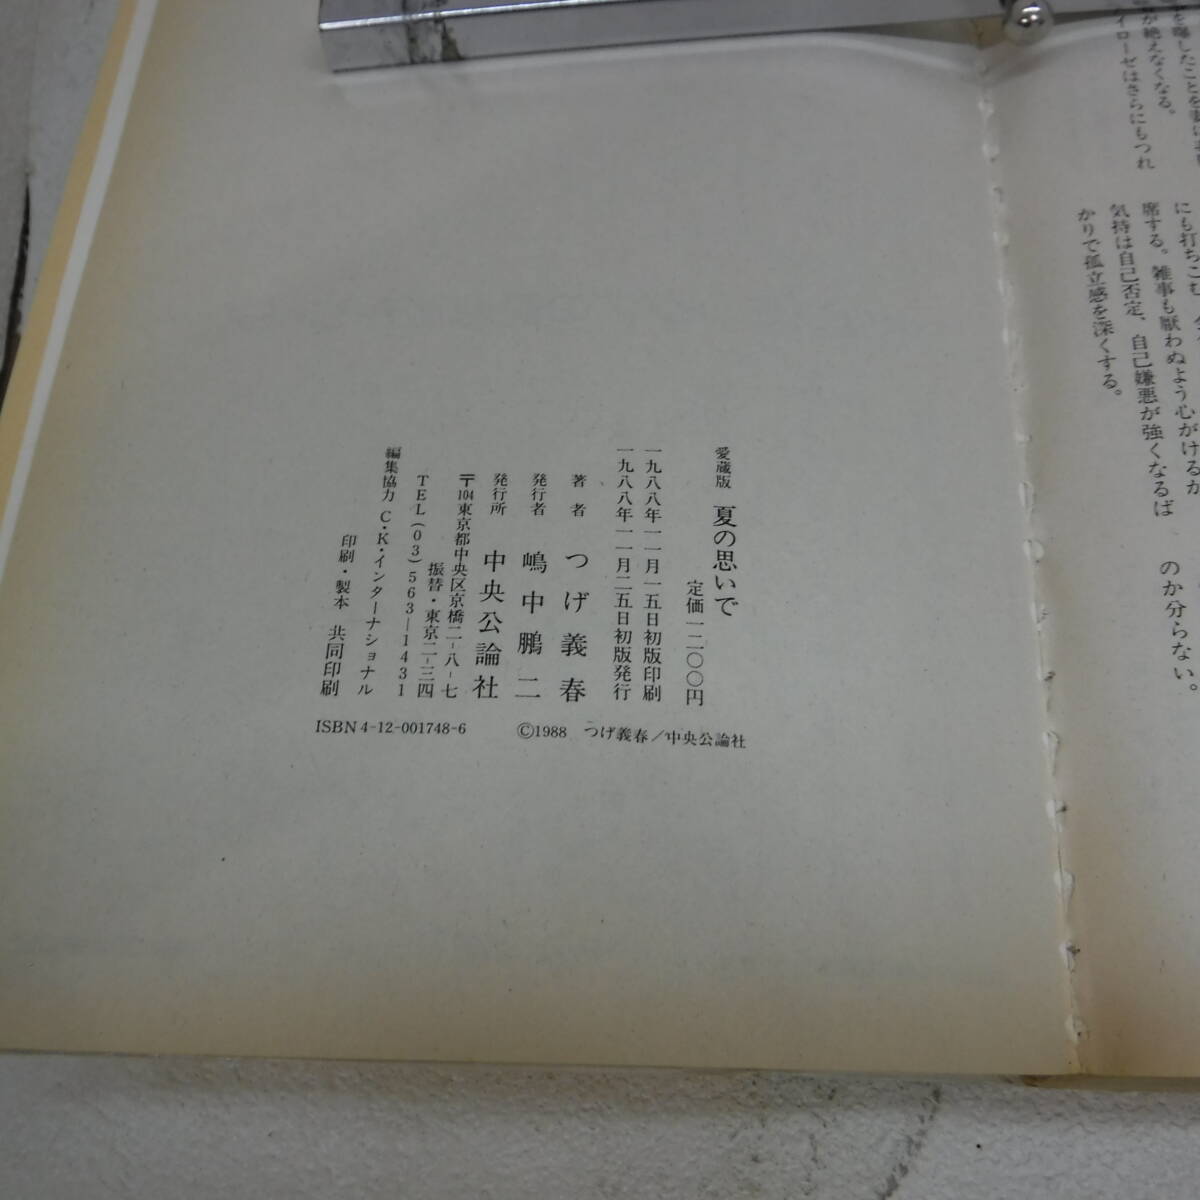 が絶えなくなる。
イローゼはさらにもつれ
にも打ちこむ
席する。雑事も厭わぬよう心がけるが
気持は自己否定、自己嫌悪が強くなるば
かりで孤立感を深くする。
のか分らない。
愛蔵版 夏の思いで
定価一二〇〇円
一九八八年一一月一五日初版印刷
一九八八年一一月二五日初版発行
著者 つげ義春
発行者 嶋中鵬二
発行所 中央公論社
〒104東京都中央区京橋二-八-七
振替・東京二-三四
TEL(03)563-1431
編集協力 C・K・インターナショナル
印刷・製本 共同印刷
©1988 つげ義春/中央公論社
ISBN4-12-001748-6